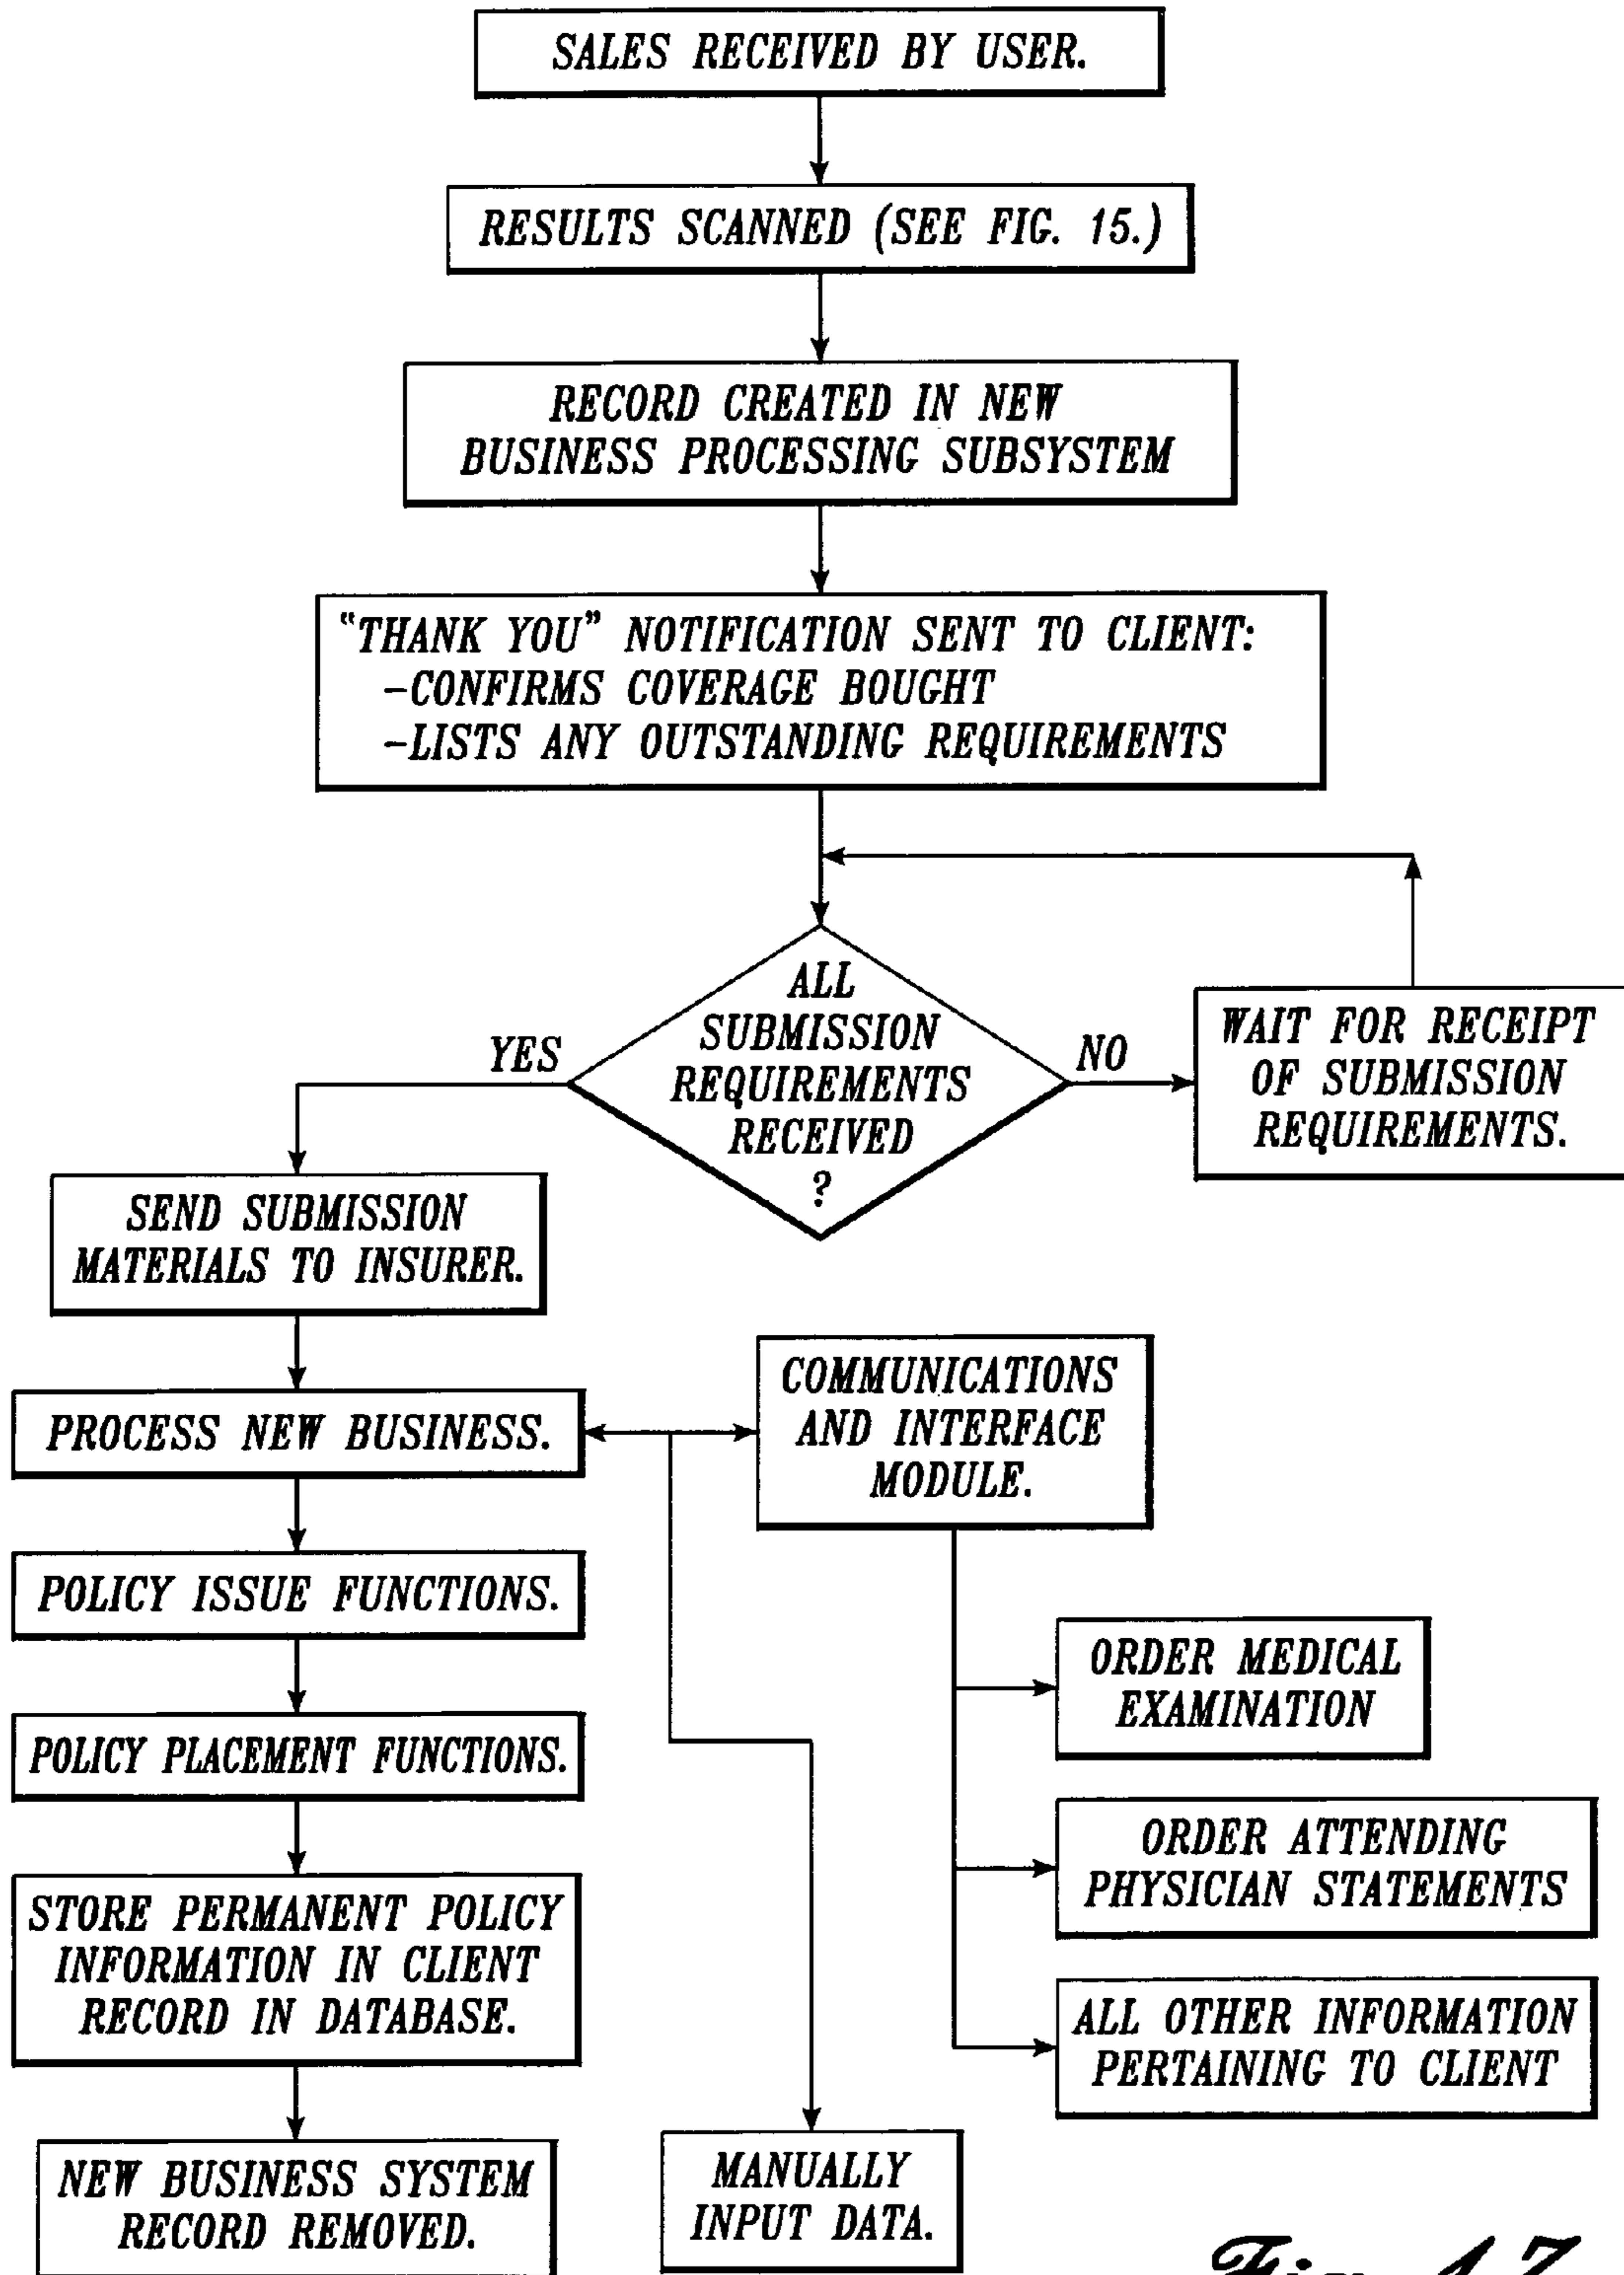 SALES RECEIVED BY USER.
RESULTS SCANNED (SEE FIG. 15.)
RECORD CREATED IN NEW
BUSINESS PROCESSING SUBSYSTEM
"THANK YOU" NOTIFICATION SENT TO CLIENT:
-CONFIRMS COVERAGE BOUGHT
-LISTS ANY OUTSTANDING REQUIREMENTS
ALL
SUBMISSION
REQUIREMENTS
RECEIVED
?
YES
NO
WAIT FOR RECEIPT
OF SUBMISSION
REQUIREMENTS.
SEND SUBMISSION
MATERIALS TO INSURER.
PROCESS NEW BUSINESS.
COMMUNICATIONS
AND INTERFACE
MODULE.
POLICY ISSUE FUNCTIONS.
ORDER MEDICAL
EXAMINATION
POLICY PLACEMENT FUNCTIONS.
ORDER ATTENDING
PHYSICIAN STATEMENTS
STORE PERMANENT POLICY
INFORMATION IN CLIENT
RECORD IN DATABASE.
ALL OTHER INFORMATION
PERTAINING TO CLIENT
NEW BUSINESS SYSTEM
RECORD REMOVED.
MANUALLY
INPUT DATA.
Fig. 17